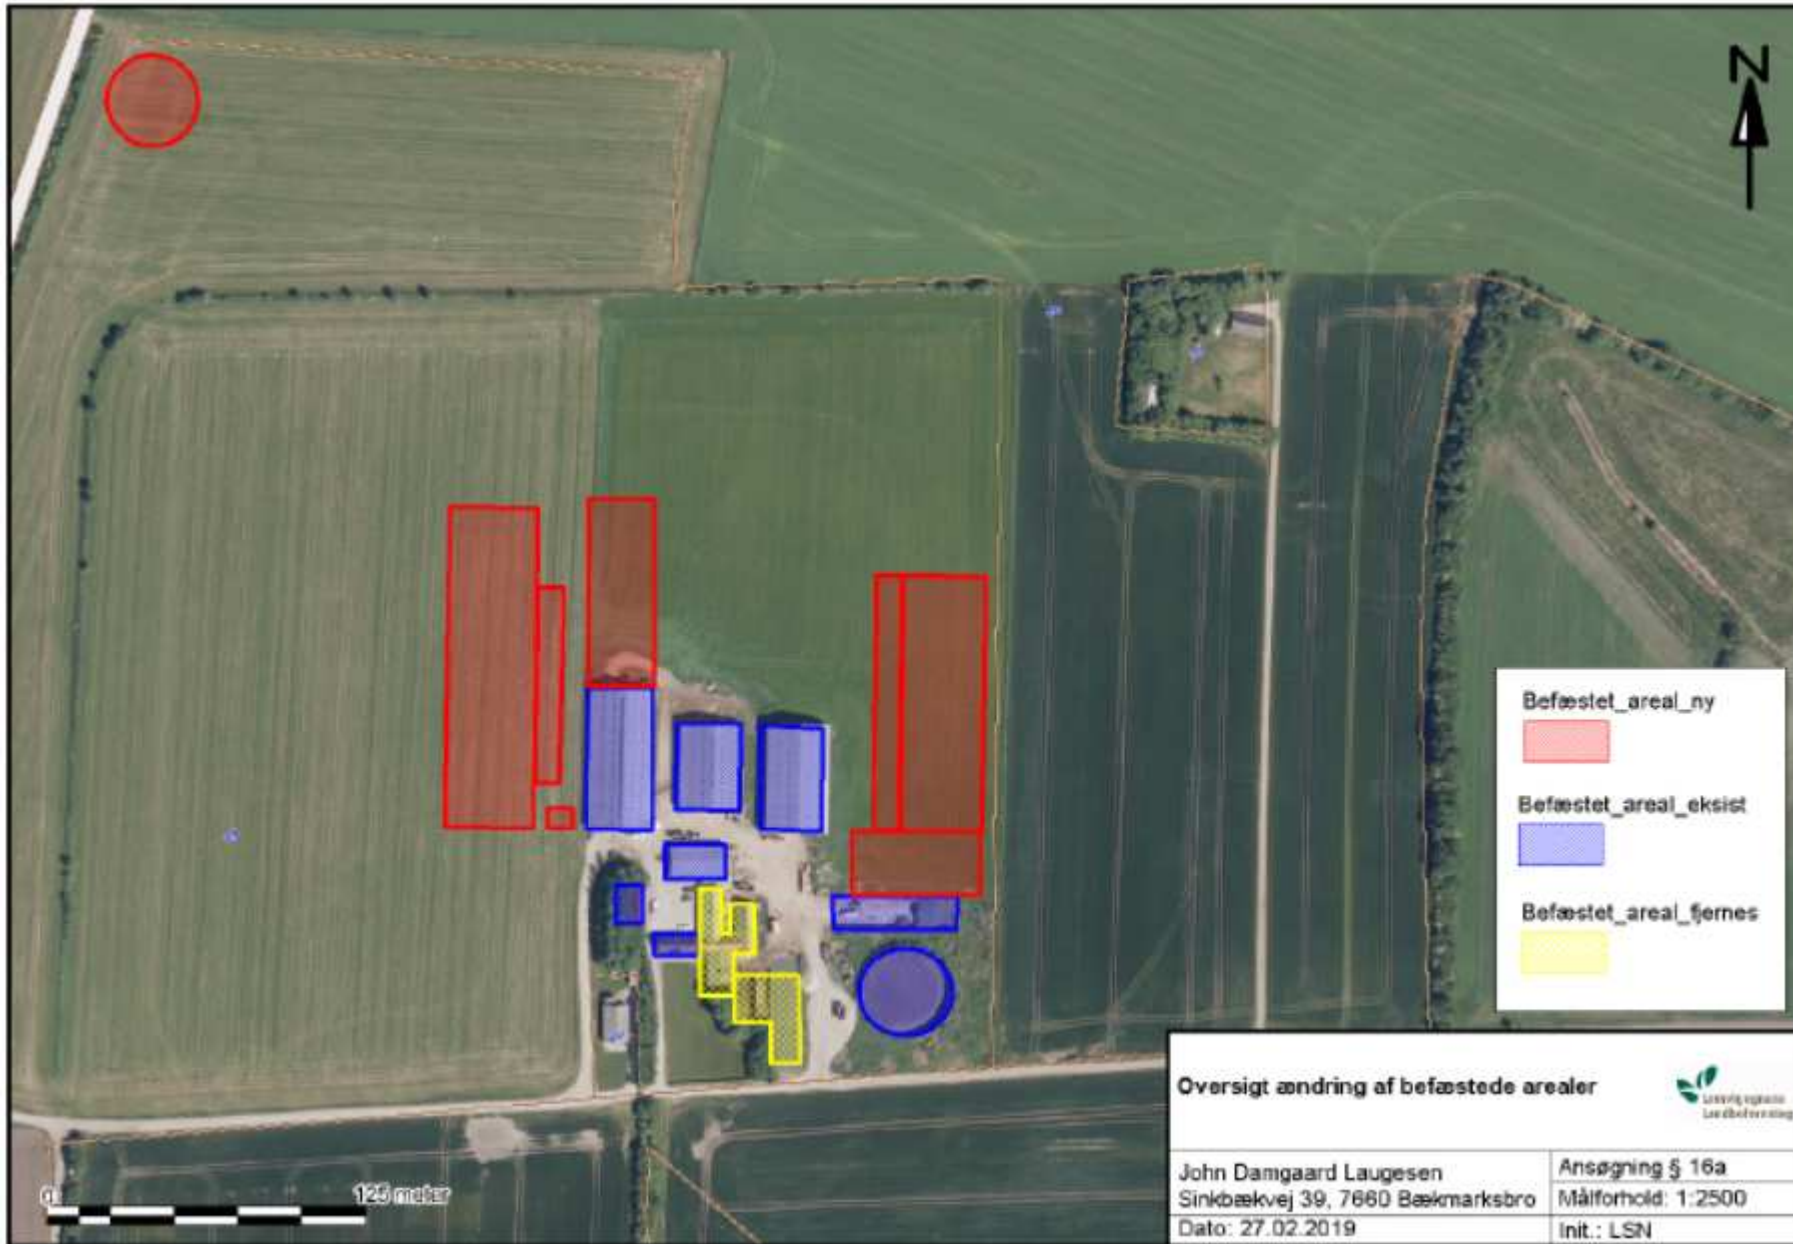 N
Befæstet_areal_ny
Befæstet_areal_eksist
Befæstet_areal_fjernes
Oversigt ændring af befæstede arealer
Landboforening
John Damgaard Laugesen
Sinkbækvej 39, 7660 Bækmarksbro
Dato: 27.02.2019
Ansøgning § 16a
Målforhold: 1:2500
Init.: LSN
0
125 meter